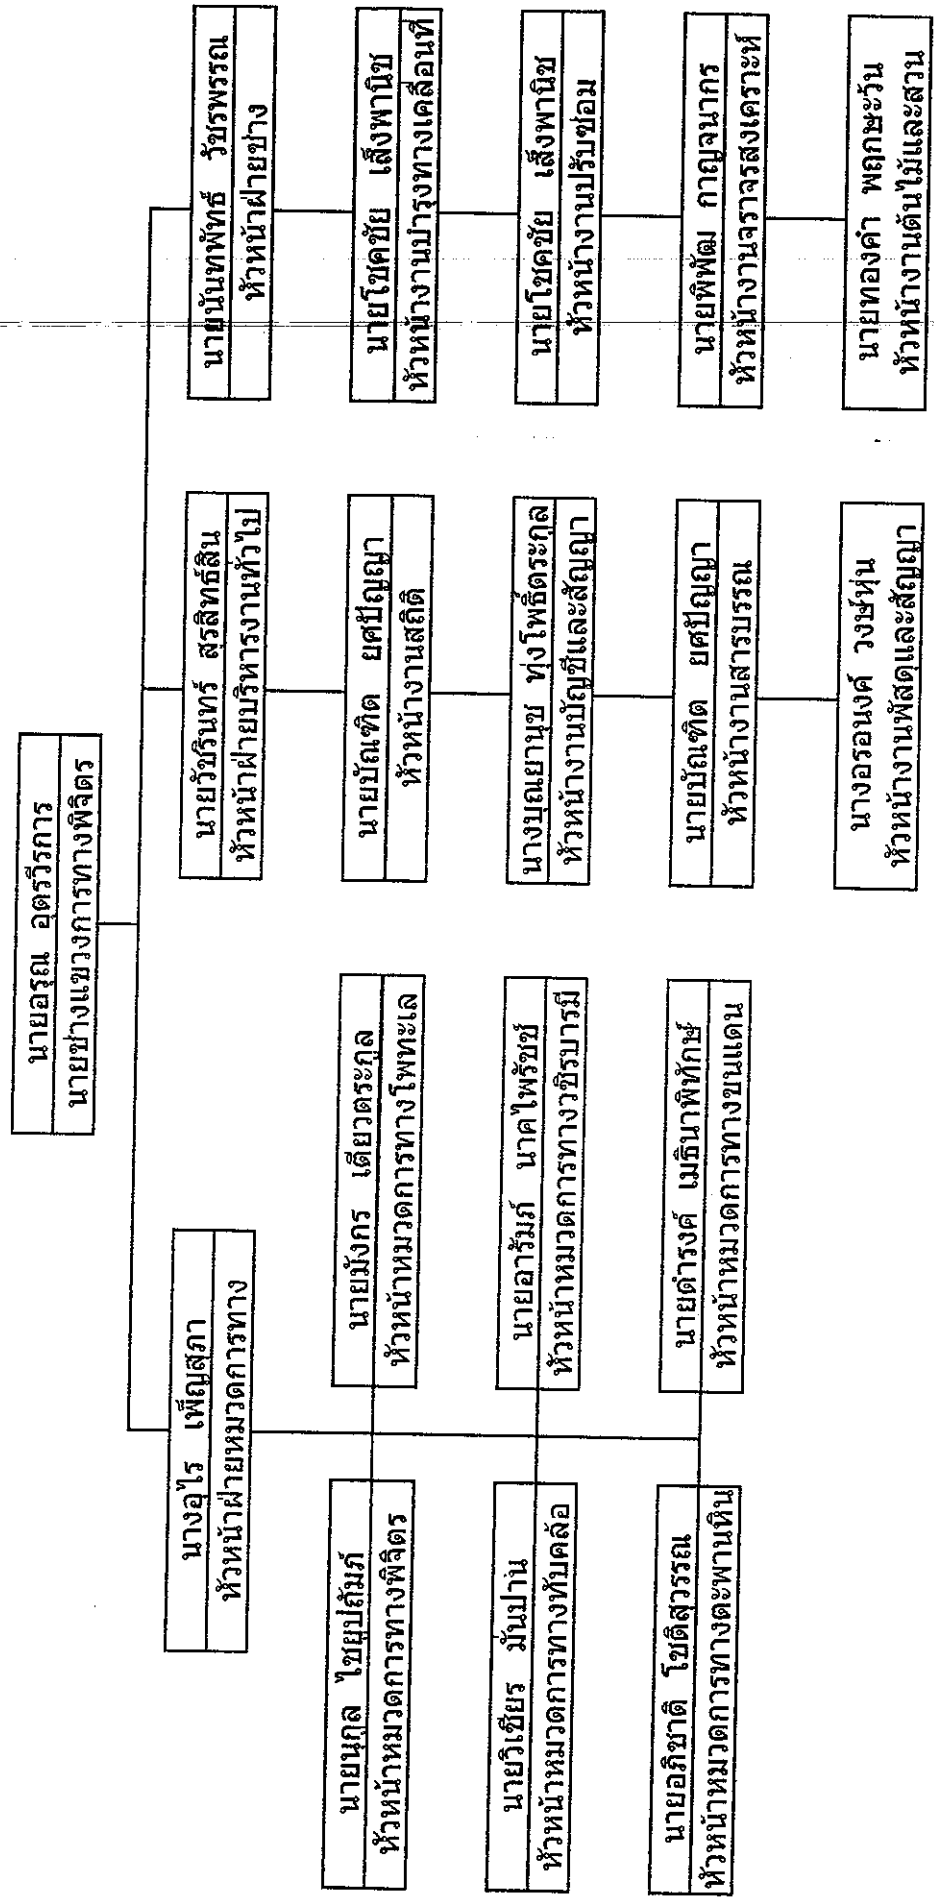 นายอรุณ อุตรวีรการ
นายช่างแขวงการทางพิจิตร
นางอุไร เพ็ญสุภา
หัวหน้าฝ่ายหมวดการทาง
นายวัชรินทร์ สุรสิทธ์สิน
หัวหน้าฝ่ายบริหารงานทั่วไป
นายนันทพัทธ์ วัชรพรรณ
หัวหน้าฝ่ายช่าง
นายนุกูล ไชยูปถัมภ์
หัวหน้าหมวดการทางพิจิตร
นายมังกร เตียวตระกูล
หัวหน้าหมวดการทางโพทะเล
นายบัณฑิต ยศปัญญา
หัวหน้างานสถิติ
นายโชคชัย เส็งพานิช
หัวหน้างานบำรุงทางเคลื่อนที่
นายวิเชียร มั่นปาน
หัวหน้าหมวดการทางทับคล้อ
นายอารัมภ์ นาคไพรัชช์
หัวหน้าหมวดการทางวชิรบารมี
นางบุณยานุช ทุ่งโพธิ์ตระกูล
หัวหน้างานบัญชีและสัญญา
นายโชคชัย เส็งพานิช
หัวหน้างานปรับซ่อม
นายอภิชาติ โชติสุวรรณ
หัวหน้าหมวดการทางตะพานหิน
นายดำรงค์ เมธินาพิทักษ์
หัวหน้าหมวดการทางขนแดน
นายบัณฑิต ยศปัญญา
หัวหน้างานสารบรรณ
นายพิพัฒ กาญจนากร
หัวหน้างานจราจรสงเคราะห์
นางอรอนงค์ วงษ์หุ่น
หัวหน้างานพัสดุและสัญญา
นายทองคำ พฤกษะวัน
หัวหน้างานต้นไม้และสวน